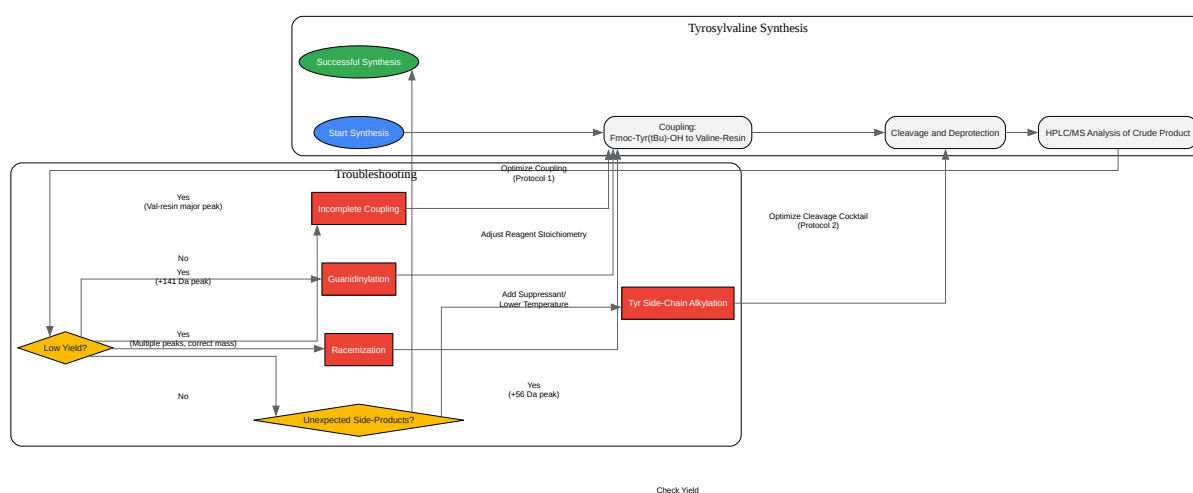 Tyrosylvaline Synthesis
Successful Synthesis
Start Synthesis
Coupling:
Fmoc-Tyr(tBu)-OH to Valine-Resin
Cleavage and Deprotection
HPLC/MS Analysis of Crude Product
Troubleshooting
Optimize Coupling
(Protocol 1)
Yes
(Val-resin major peak)
Incomplete Coupling
Optimize Cleavage Cocktail
(Protocol 2)
Adjust Reagent Stoichiometry
No
Yes
(+141 Da peak)
Guanidinylation
Add Suppressant/
Lower Temperature
Tyr Side-Chain Alkylation
Yes
(Multiple peaks, correct mass)
Low Yield?
Racemization
Yes
(+56 Da peak)
No
Unexpected Side-Products?
Check Yield